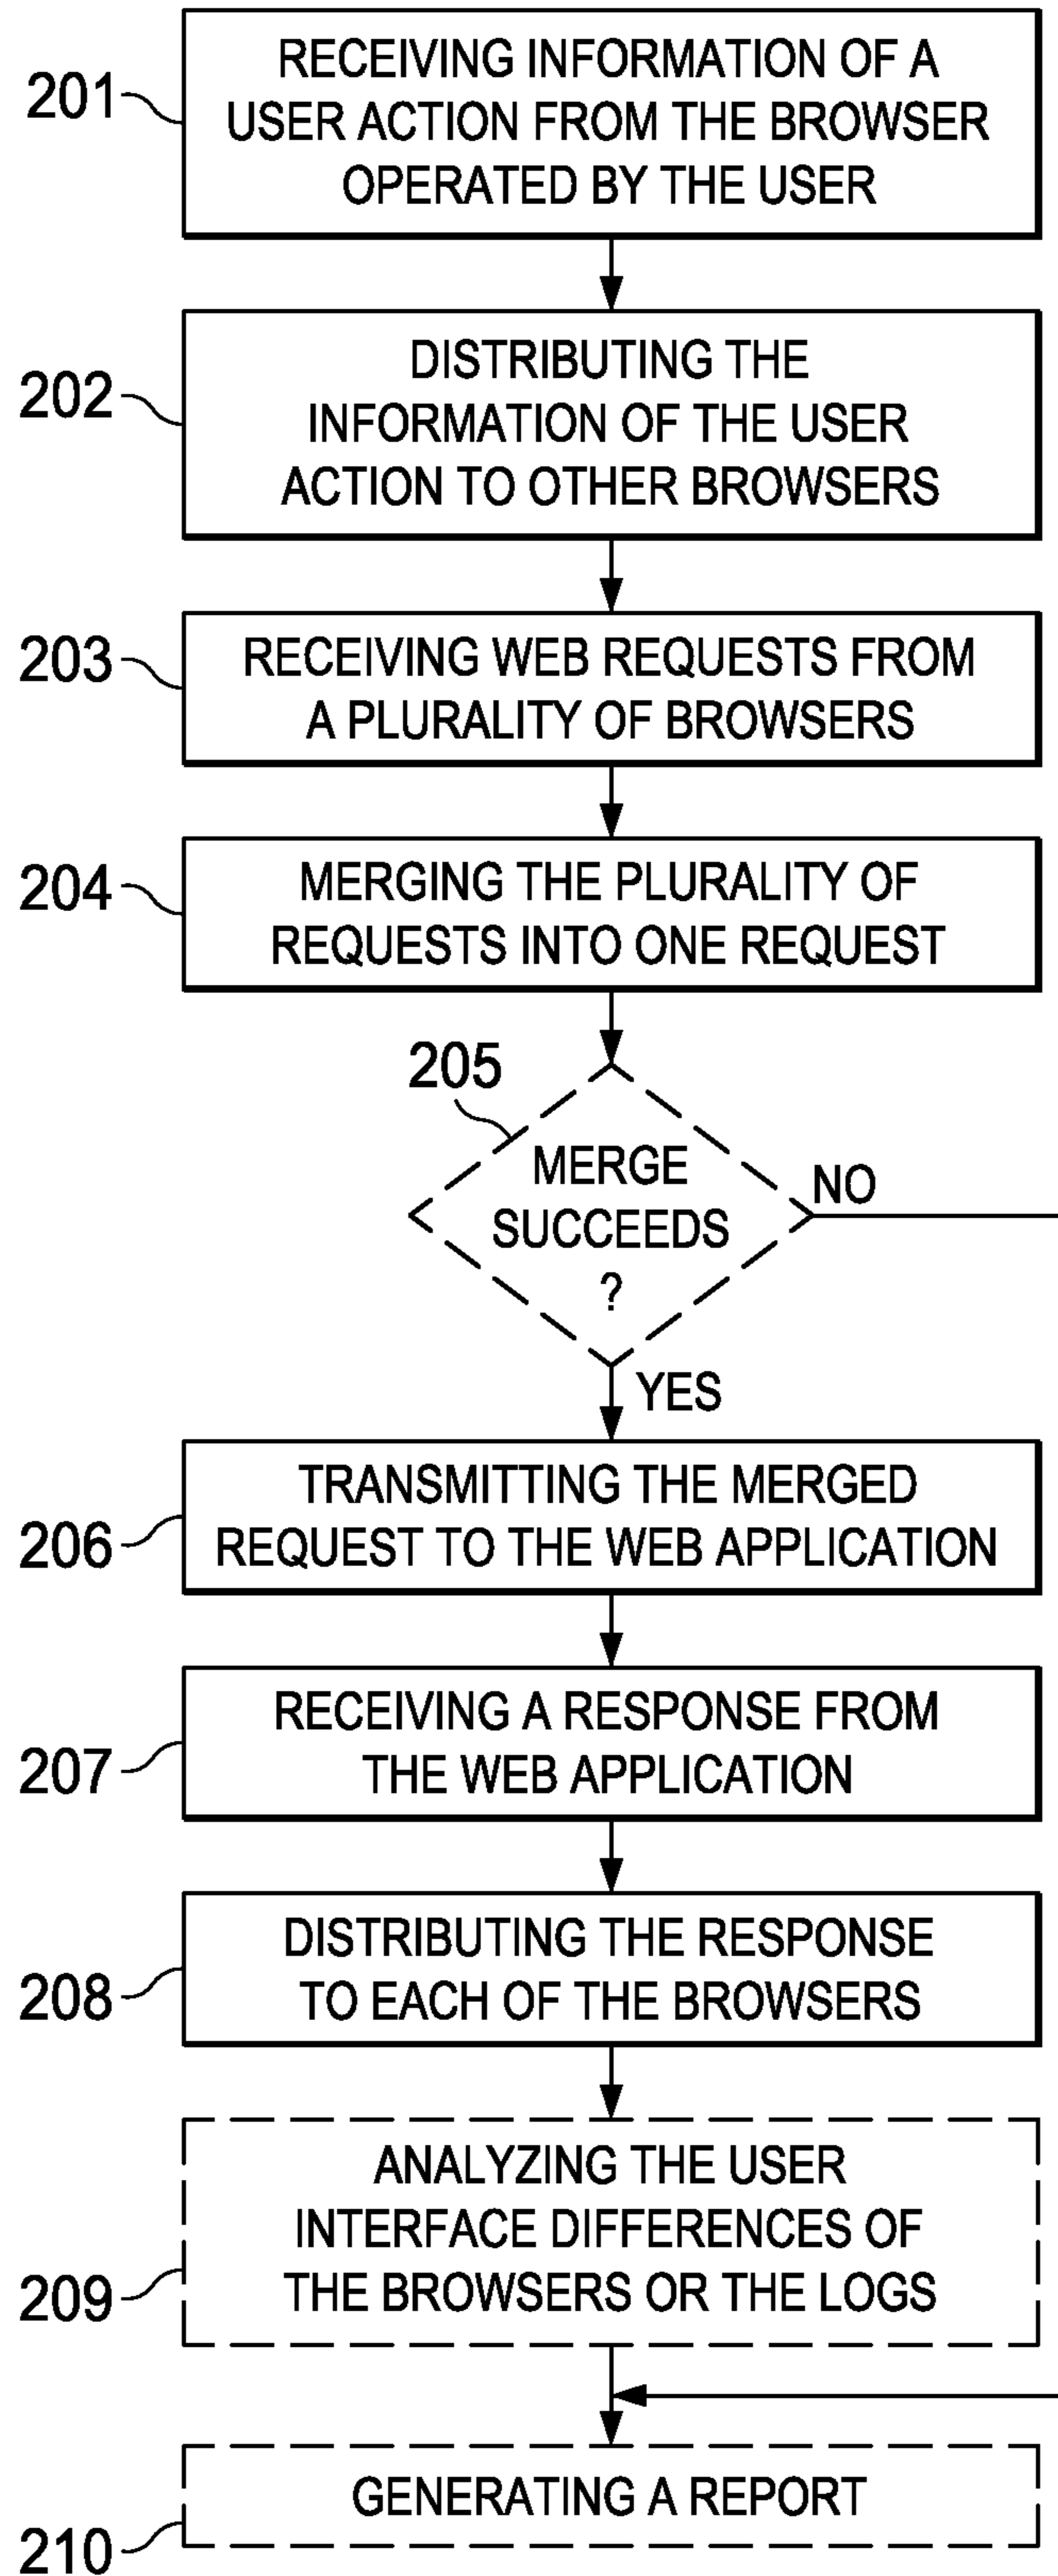 201
RECEIVING INFORMATION OF A
USER ACTION FROM THE BROWSER
OPERATED BY THE USER
202
DISTRIBUTING THE
INFORMATION OF THE USER
ACTION TO OTHER BROWSERS
203
RECEIVING WEB REQUESTS FROM
A PLURALITY OF BROWSERS
204
MERGING THE PLURALITY OF
REQUESTS INTO ONE REQUEST
205
MERGE
SUCCEEDS
?
NO
YES
206
TRANSMITTING THE MERGED
REQUEST TO THE WEB APPLICATION
207
RECEIVING A RESPONSE FROM
THE WEB APPLICATION
208
DISTRIBUTING THE RESPONSE
TO EACH OF THE BROWSERS
209
ANALYZING THE USER
INTERFACE DIFFERENCES OF
THE BROWSERS OR THE LOGS
210
GENERATING A REPORT